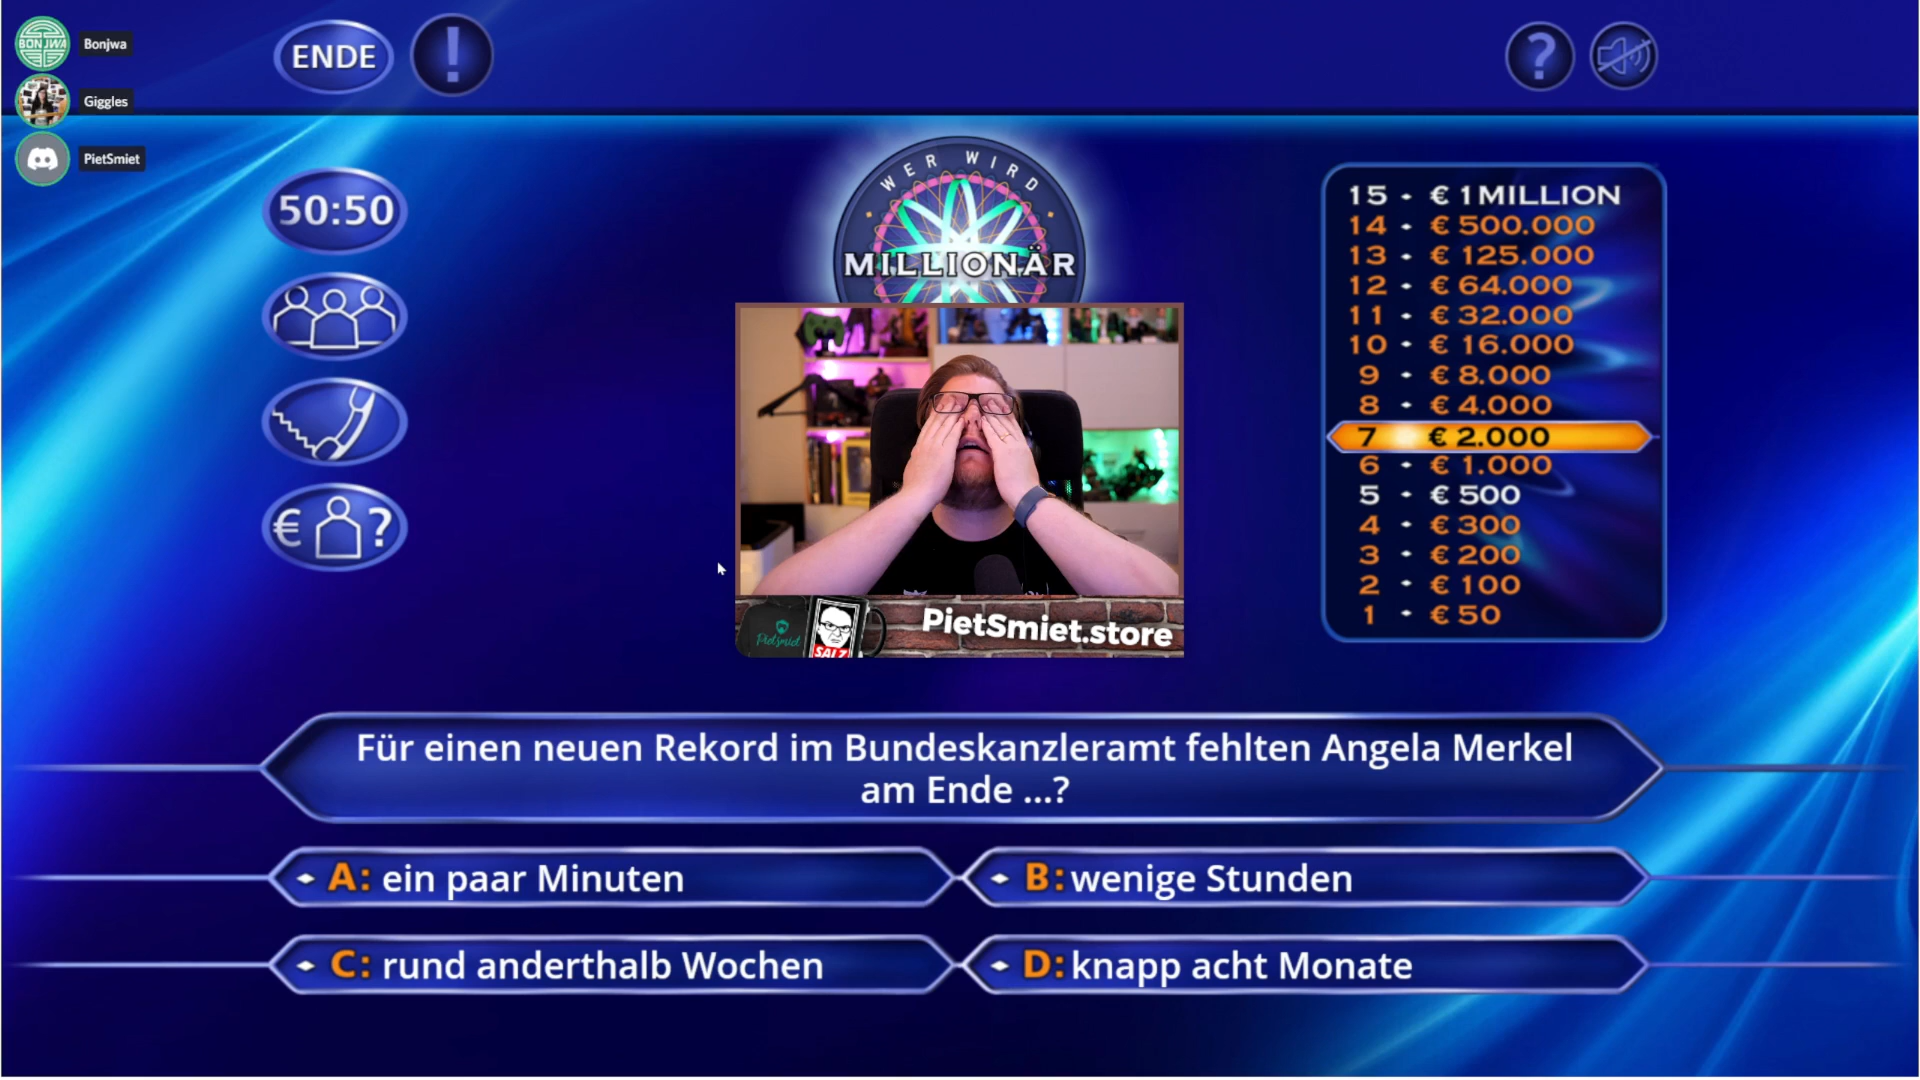 BONJWA
Bonjwa
Giggles
PietSmiet
ENDE
!
?
50:50
€ ?
WER WIRD
MILLIONÄR
15 · € 1 MILLION
14 · € 500.000
13 · € 125.000
12 · € 64.000
11 · € 32.000
10 · € 16.000
9 · € 8.000
8 · € 4.000
7 € 2.000
6 · € 1.000
5 · € 500
4 · € 300
3 · € 200
2 · € 100
1 · € 50
Pietsmiet
SALZ
PietSmiet.store
Für einen neuen Rekord im Bundeskanzleramt fehlten Angela Merkel
am Ende ...?
A: ein paar Minuten
B: wenige Stunden
C: rund anderthalb Wochen
D: knapp acht Monate